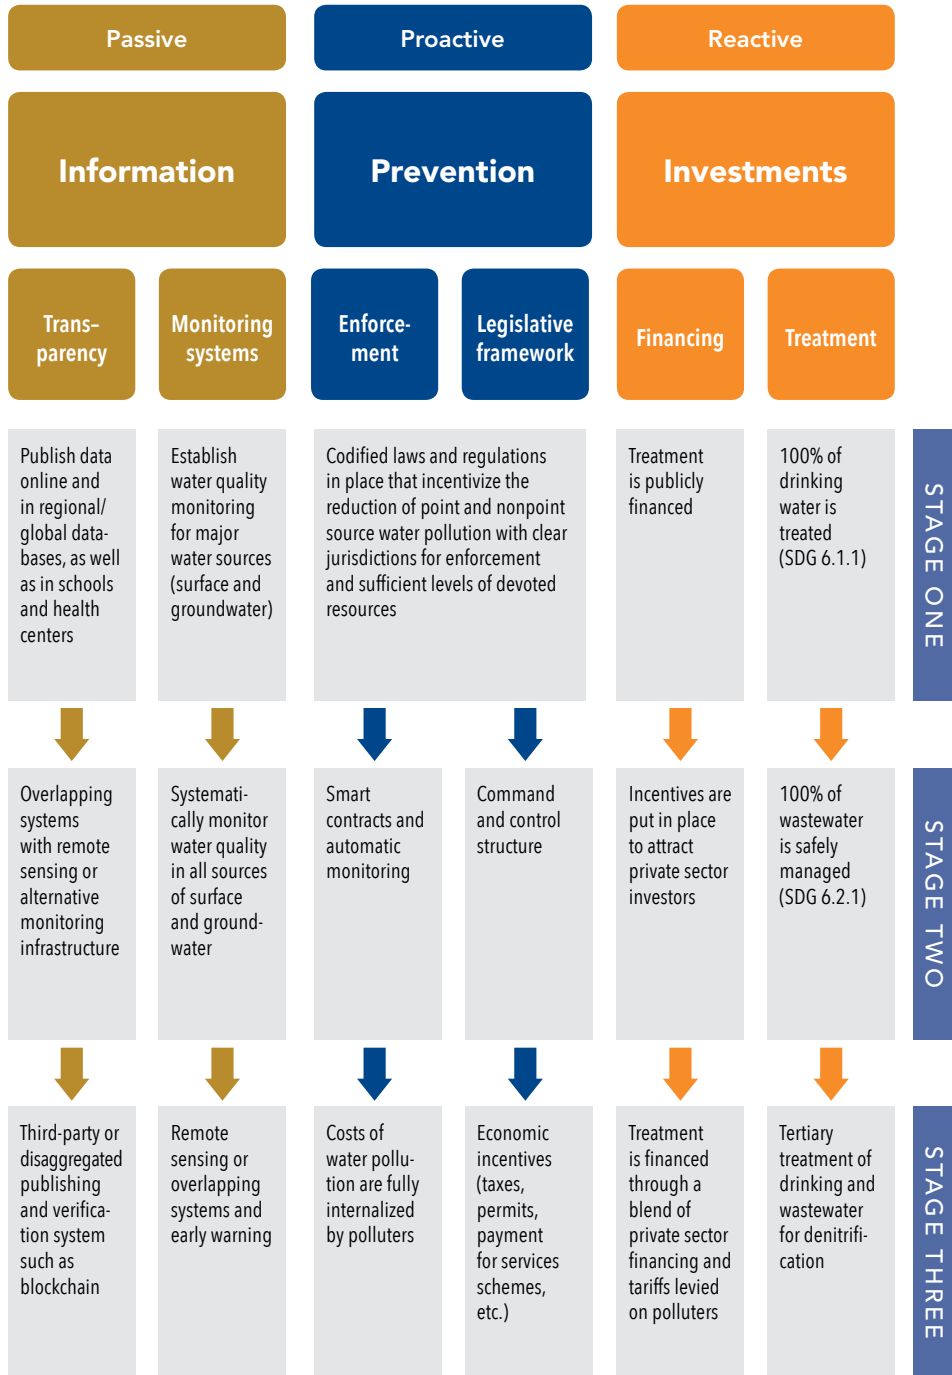 Passive
Proactive
Reactive
Information
Prevention
Investments
Trans–
parency
Monitoring
systems
Enforce-
ment
Legislative
framework
Financing
Treatment
Publish data
online and
in regional/
global data-
bases, as well
as in schools
and health
centers
Establish
water quality
monitoring
for major
water sources
(surface and
groundwater)
Codified laws and regulations
in place that incentivize the
reduction of point and nonpoint
source water pollution with clear
jurisdictions for enforcement
and sufficient levels of devoted
resources
Treatment
is publicly
financed
100% of
drinking
water is
treated
(SDG 6.1.1)
STAGE ONE
Overlapping
systems
with remote
sensing or
alternative
monitoring
infrastructure
Systemati-
cally monitor
water quality
in all sources
of surface
and ground-
water
Smart
contracts and
automatic
monitoring
Command
and control
structure
Incentives are
put in place
to attract
private sector
investors
100% of
wastewater
is safely
managed
(SDG 6.2.1)
STAGE TWO
Third-party or
disaggregated
publishing
and verifica-
tion system
such as
blockchain
Remote
sensing or
overlapping
systems and
early warning
Costs of
water pollu-
tion are fully
internalized
by polluters
Economic
incentives
(taxes,
permits,
payment
for services
schemes,
etc.)
Treatment
is financed
through a
blend of
private sector
financing and
tariffs levied
on polluters
Tertiary
treatment of
drinking and
wastewater
for denitrifi-
cation
STAGE THREE